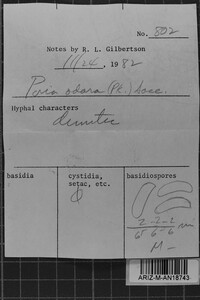 No. 802
Notes by R. L. Gilbertson
11/24, 1982
Poria odora (Pk.) Sacc.
Hyphal characters
dimitic
basidia
cystidia, setae, etc.
basidiospores
M -
ARIZ-M-AN18743